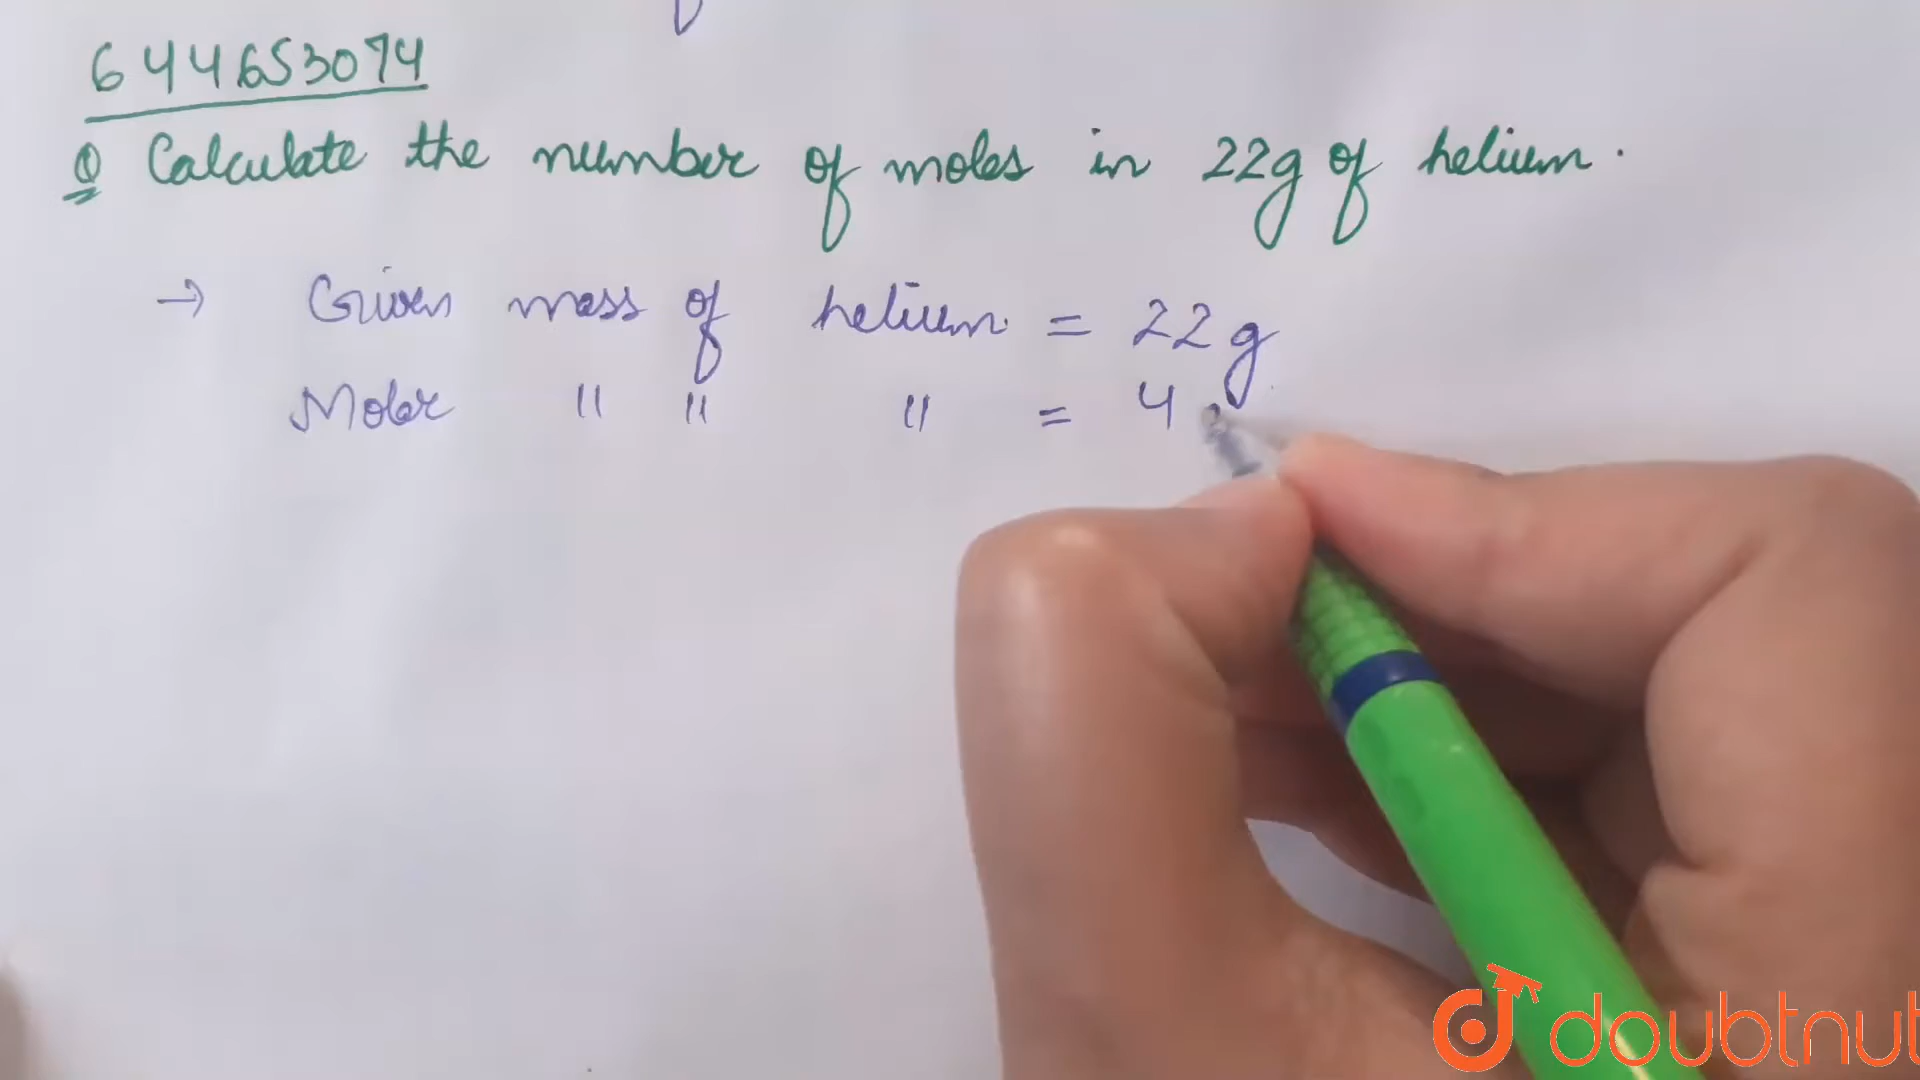 644653074
Q Calculate the number of moles in 22g of helium.
→ Given mass of helium = 22g
Molar " " " = 4
doubtnut